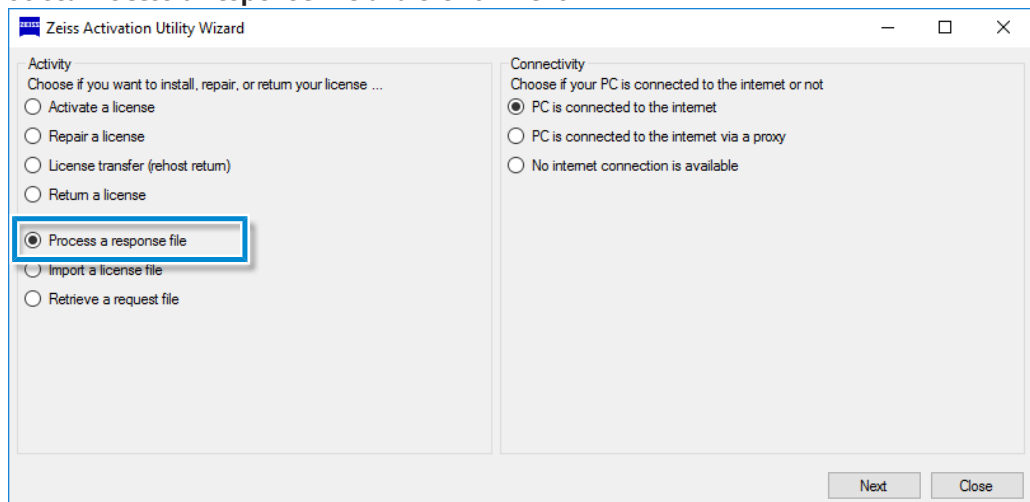 Zeiss Activation Utility Wizard
Activity
Choose if you want to install, repair, or return your license ...
Activate a license
Repair a license
License transfer (rehost return)
Return a license
Process a response file
Import a license file
Retrieve a request file
Connectivity
Choose if your PC is connected to the internet or not
PC is connected to the internet
PC is connected to the internet via a proxy
No internet connection is available
Next
Close